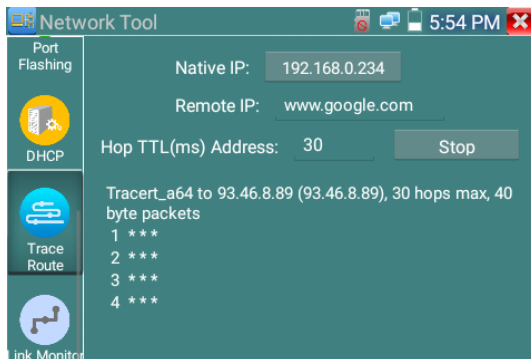 Network Tool
5:54 PM
Port
Flashing
DHCP
Trace
Route
Link Monitor
Native IP: 192.168.0.234
Remote IP: www.google.com
Hop TTL(ms) Address: 30 Stop
Tracert_a64 to 93.46.8.89 (93.46.8.89), 30 hops max, 40
byte packets
1 ***
2 ***
3 ***
4 ***